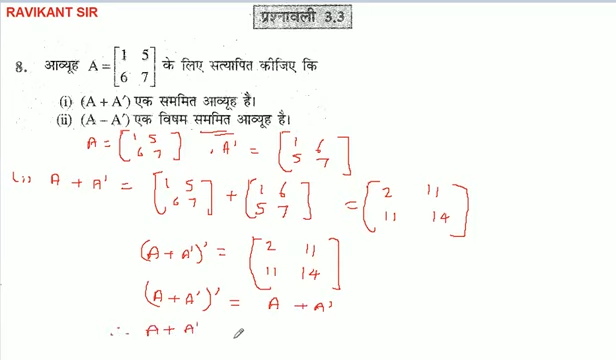 RAVIKANT SIR
प्रश्नावली 3.3
8. आव्यूह A = [1 5; 6 7] के लिए सत्यापित कीजिए कि
(i) (A + A′) एक सममित आव्यूह है।
(ii) (A − A′) एक विषम सममित आव्यूह है।
A = [1 5; 6 7] , A' = [1 6; 5 7]
(i) A + A' = [1 5; 6 7] + [1 6; 5 7] = [2 11; 11 14]
(A + A')' = [2 11; 11 14]
(A + A')' = A + A'
∴ A + A'